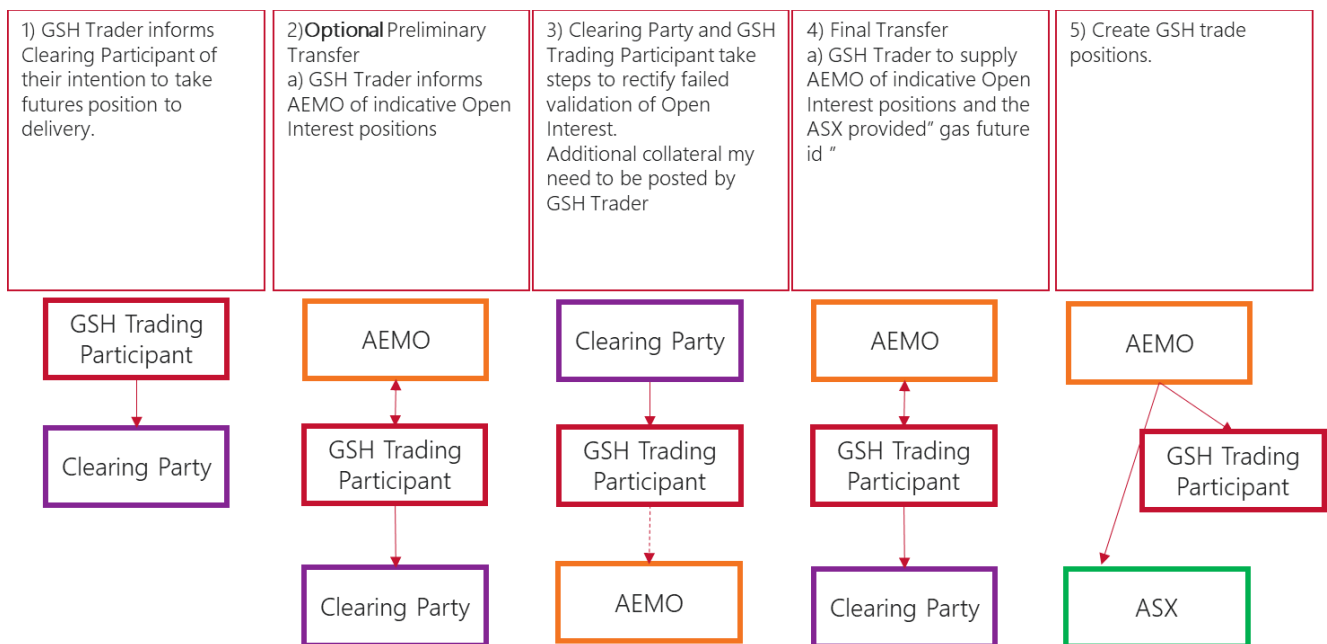 1) GSH Trader informs
Clearing Participant of
their intention to take
futures position to
delivery.
2)Optional Preliminary
Transfer
a) GSH Trader informs
AEMO of indicative Open
Interest positions
3) Clearing Party and GSH
Trading Participant take
steps to rectify failed
validation of Open
Interest.
Additional collateral my
need to be posted by
GSH Trader
4) Final Transfer
a) GSH Trader to supply
AEMO of indicative Open
Interest positions and the
ASX provided” gas future
id “
5) Create GSH trade
positions.
GSH Trading
Participant
Clearing Party
AEMO
GSH Trading
Participant
Clearing Party
Clearing Party
GSH Trading
Participant
AEMO
AEMO
GSH Trading
Participant
Clearing Party
AEMO
GSH Trading
Participant
ASX